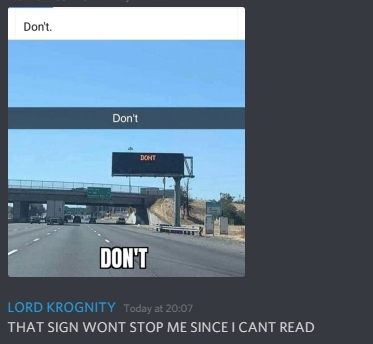 Don't.
Don't
DONT
DON'T
LORD KROGNITY Today at 20:07
THAT SIGN WONT STOP ME SINCE I CANT READ